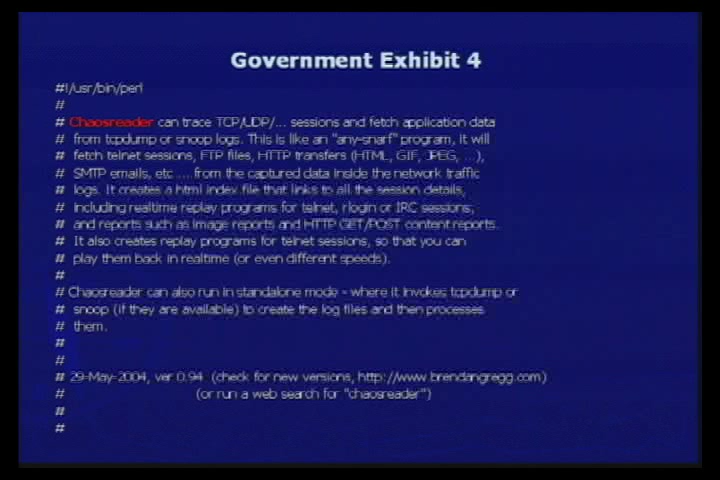 Government Exhibit 4
#!/usr/bin/perl
#
# Chaosreader can trace TCP/UDP/... sessions and fetch application data
# from tcpdump or snoop logs. This is like an "any-snarf" program, it will
# fetch telnet sessions, FTP files, HTTP transfers (HTML, GIF, JPEG, ...),
# SMTP emails, etc .... from the captured data inside the network traffic
# logs. It creates a html index file that links to all the session details,
# including realtime replay programs for telnet, rlogin or IRC sessions;
# and reports such as image reports and HTTP GET/POST content reports.
# It also creates replay programs for telnet sessions, so that you can
# play them back in realtime (or even different speeds).
#
# Chaosreader can also run in standalone mode - where it invokes tcpdump or
# snoop (if they are available) to create the log files and then processes
# them.
#
#
# 29-May-2004, ver 0.94 (check for new versions, http://www.brendangregg.com)
# (or run a web search for "chaosreader")
#
#